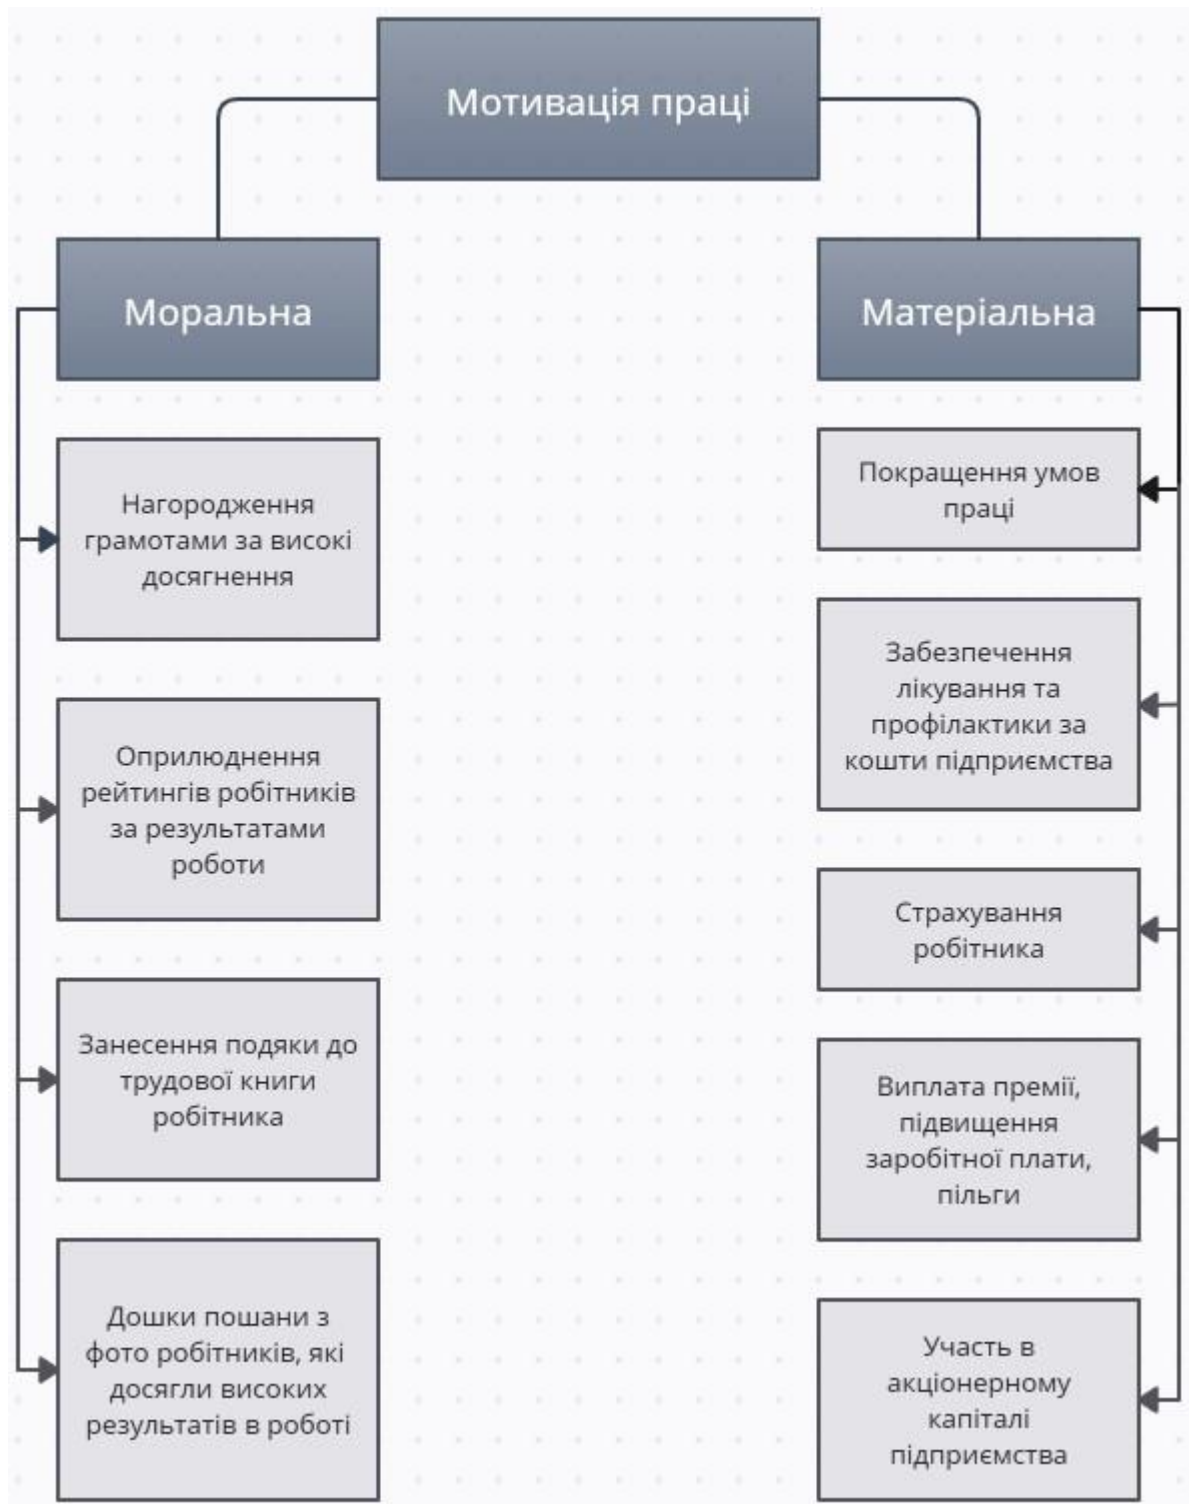 Мотивація праці
Моральна
Нагородження
грамотами за високі
досягнення
Оприлюднення
рейтингів робітників
за результатами
роботи
Занесення подяки до
трудової книги
робітника
Дошки пошани з
фото робітників, які
досягли високих
результатів в роботі
Матеріальна
Покращення умов
праці
Забезпечення
лікування та
профілактики за
кошти підприємства
Страхування
робітника
Виплата премії,
підвищення
заробітної плати,
пільги
Участь в
акціонерному
капіталі
підприємства